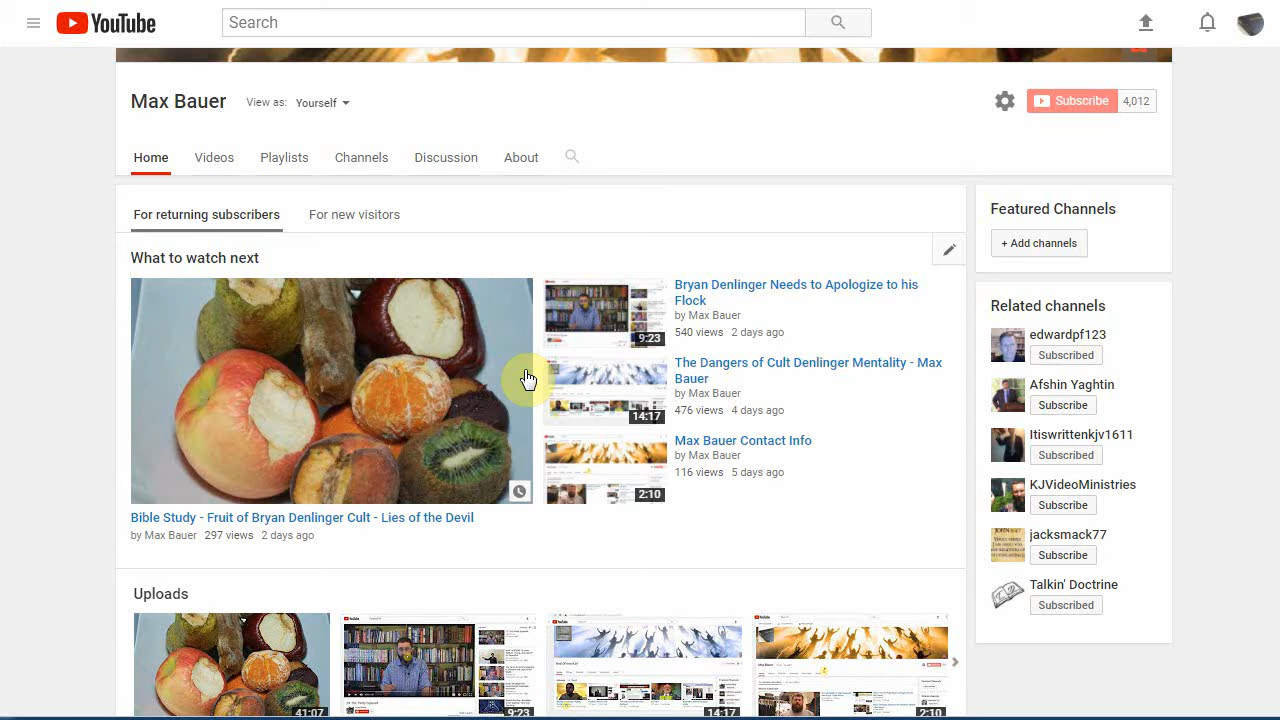 YouTube
Search
Max Bauer
View as: Yourself
Subscribe 4,012
Home Videos Playlists Channels Discussion About
For returning subscribers For new visitors
What to watch next
9:23
Bryan Denlinger Needs to Apologize to his
Flock
by Max Bauer
540 views 2 days ago
14:17
The Dangers of Cult Denlinger Mentality - Max
Bauer
by Max Bauer
476 views 4 days ago
2:10
Max Bauer Contact Info
by Max Bauer
116 views 5 days ago
Bible Study - Fruit of Bryan Denlinger Cult - Lies of the Devil
by Max Bauer 287 views 2 days
Uploads
9:23
14:17
2:10
Featured Channels
+ Add channels
Related channels
edwardpf123
Subscribed
Afshin Yaghtin
Subscribe
Itiswrittenkjv1611
Subscribed
KJVideoMinistries
Subscribe
jacksmack77
Subscribe
Talkin' Doctrine
Subscribed